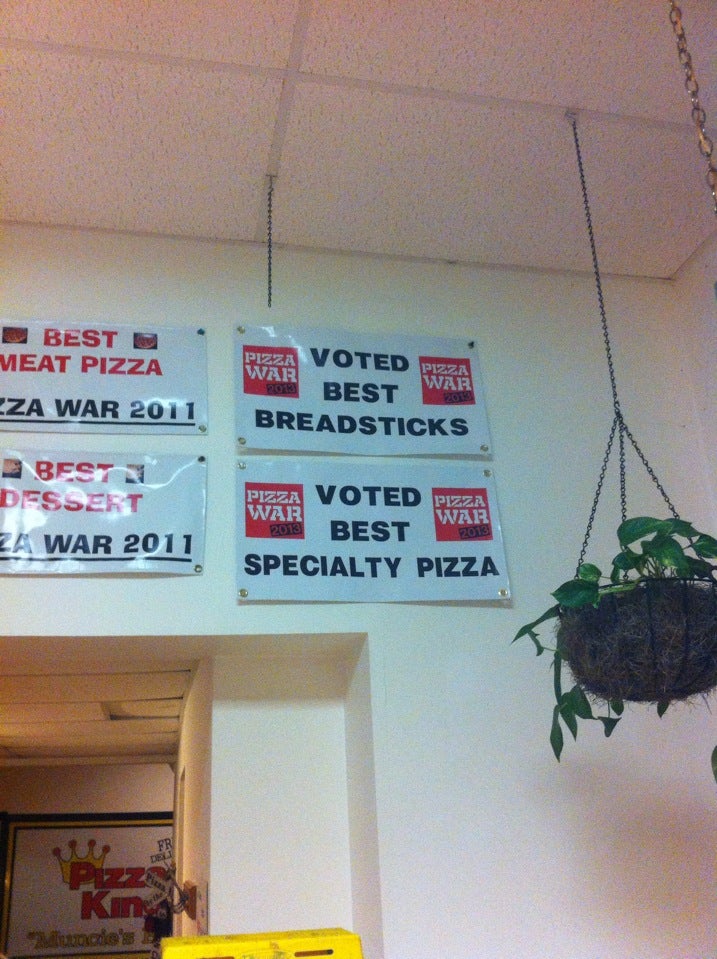 BEST
MEAT PIZZA
ZZA WAR 2011
BEST
DESSERT
ZA WAR 2011
PIZZA
WAR
2013
VOTED
BEST
BREADSTICKS
PIZZA
WAR
2013
PIZZA
WAR
2013
VOTED
BEST
SPECIALTY PIZZA
PIZZA
WAR
2013
Pizza
King
"Muncie's